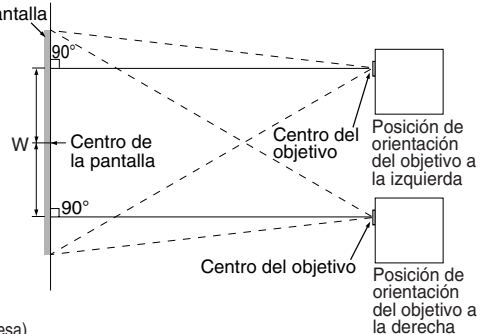 antalla
90°
W
Centro de
la pantalla
Centro del
objetivo
Posición de
orientación
del objetivo a
la izquierda
90°
Centro del objetivo
Posición de
orientación
del objetivo a
la derecha
esa)